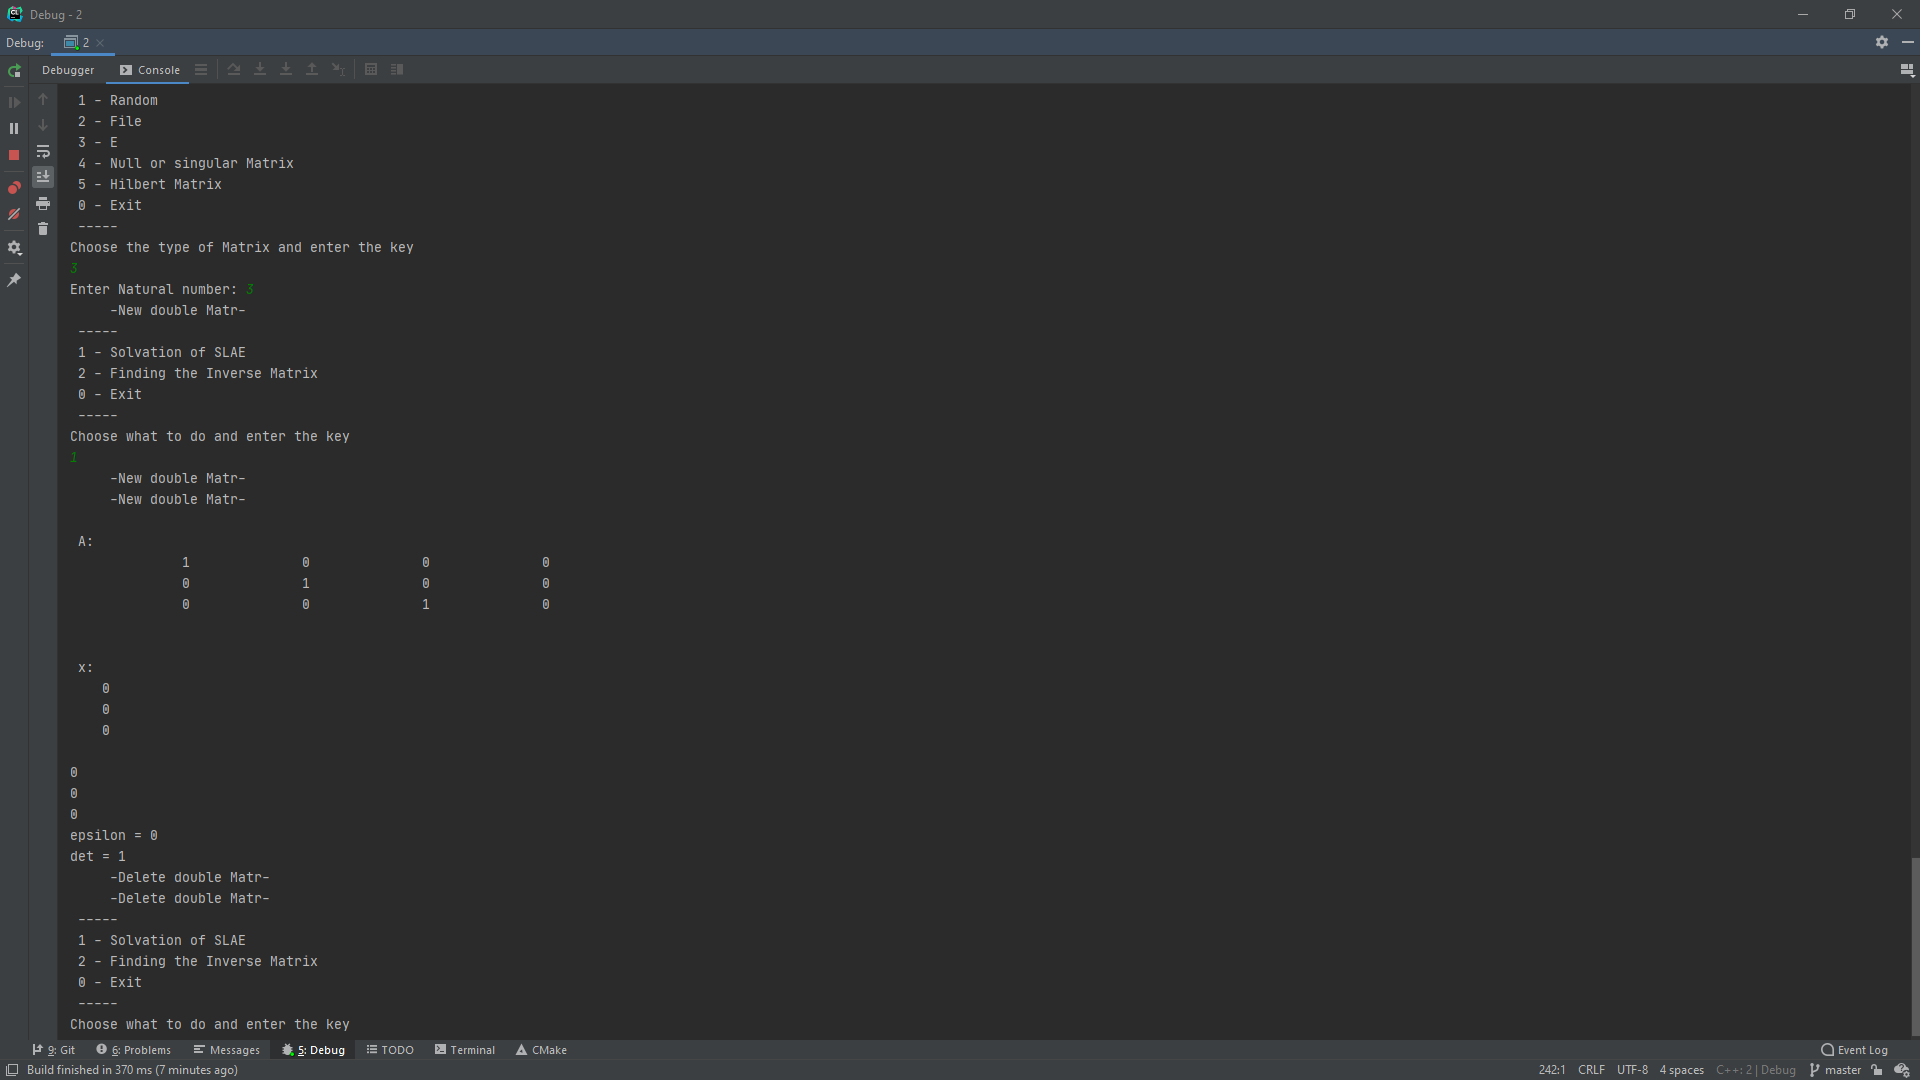 Debug - 2
Debug: 2
Debugger Console
1 - Random
2 - File
3 - E
4 - Null or singular Matrix
5 - Hilbert Matrix
0 - Exit
-----
Choose the type of Matrix and enter the key
3
Enter Natural number: 3
-New double Matr-
-----
1 - Solvation of SLAE
2 - Finding the Inverse Matrix
0 - Exit
-----
Choose what to do and enter the key
1
-New double Matr-
-New double Matr-
A:
1 0 0 0
0 1 0 0
0 0 1 0
x:
0
0
0
0
0
0
epsilon = 0
det = 1
-Delete double Matr-
-Delete double Matr-
-----
1 - Solvation of SLAE
2 - Finding the Inverse Matrix
0 - Exit
-----
Choose what to do and enter the key
9: Git 6: Problems Messages 5: Debug TODO Terminal CMake Event Log
Build finished in 370 ms (7 minutes ago) 242:1 CRLF UTF-8 4 spaces C++: 2 | Debug master